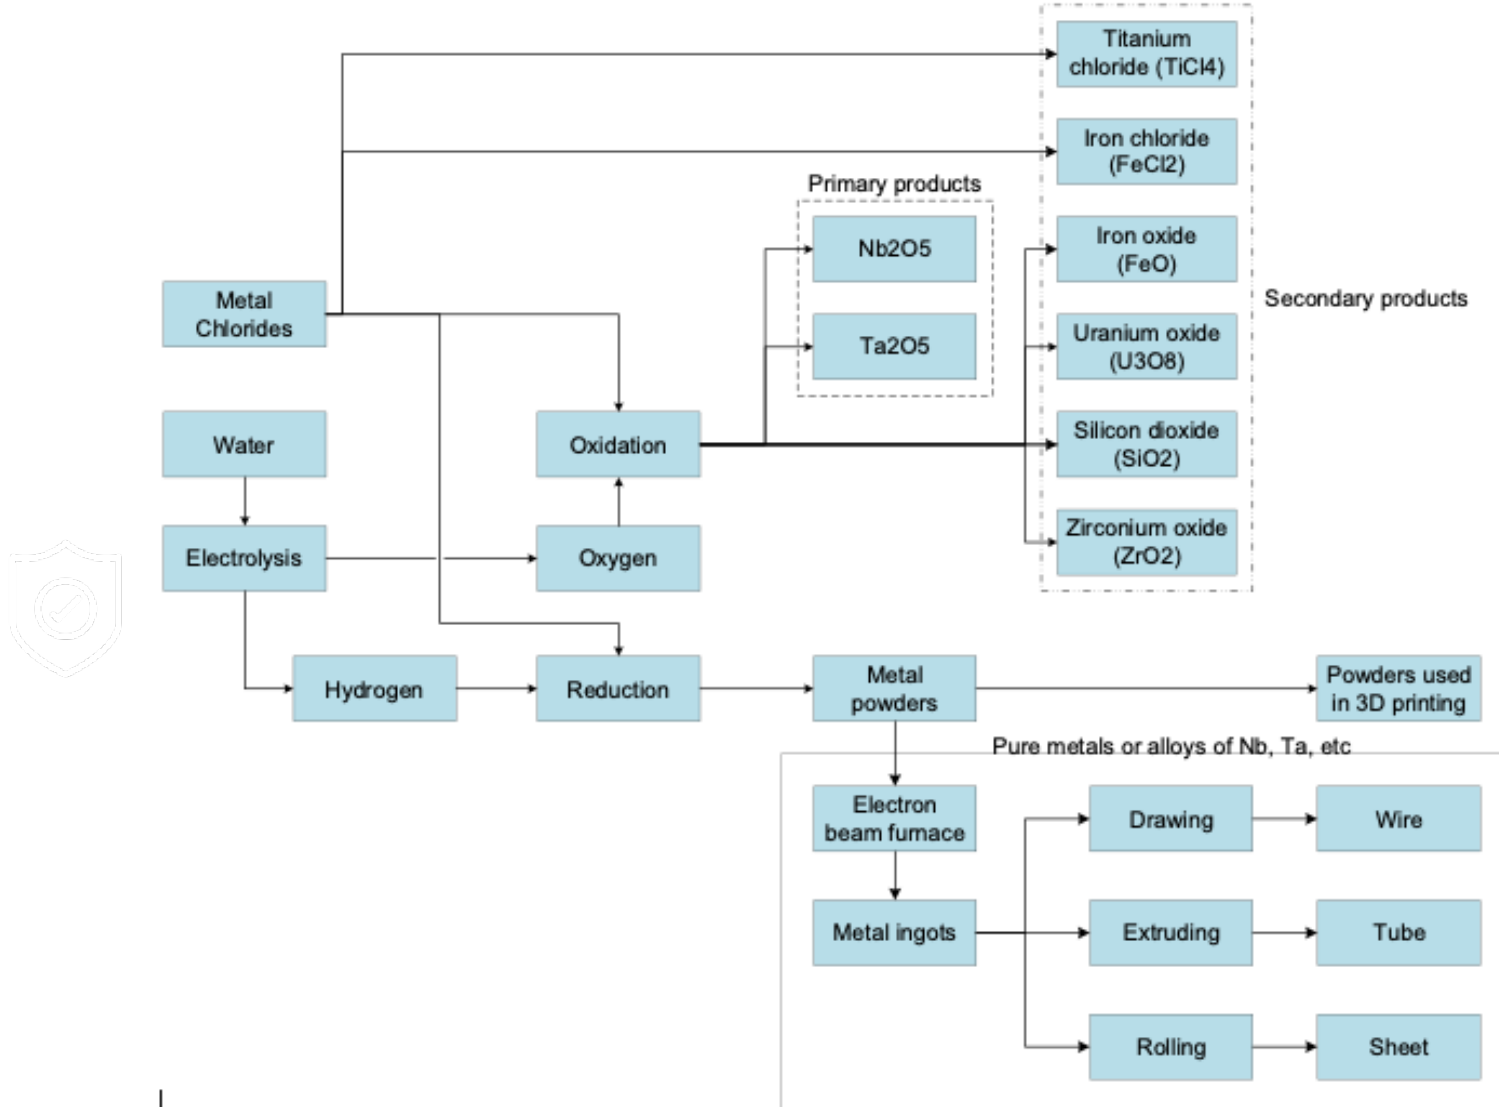 Titanium
chloride (TiCl4)
Iron chloride
(FeCl2)
Primary products
Nb2O5
Iron oxide
(FeO)
Secondary products
Metal
Chlorides
Ta2O5
Uranium oxide
(U3O8)
Water
Oxidation
Silicon dioxide
(SiO2)
Electrolysis
Oxygen
Zirconium oxide
(ZrO2)
Hydrogen
Reduction
Metal
powders
Powders used
in 3D printing
Pure metals or alloys of Nb, Ta, etc
Electron
beam furnace
Drawing
Wire
Metal ingots
Extruding
Tube
Rolling
Sheet